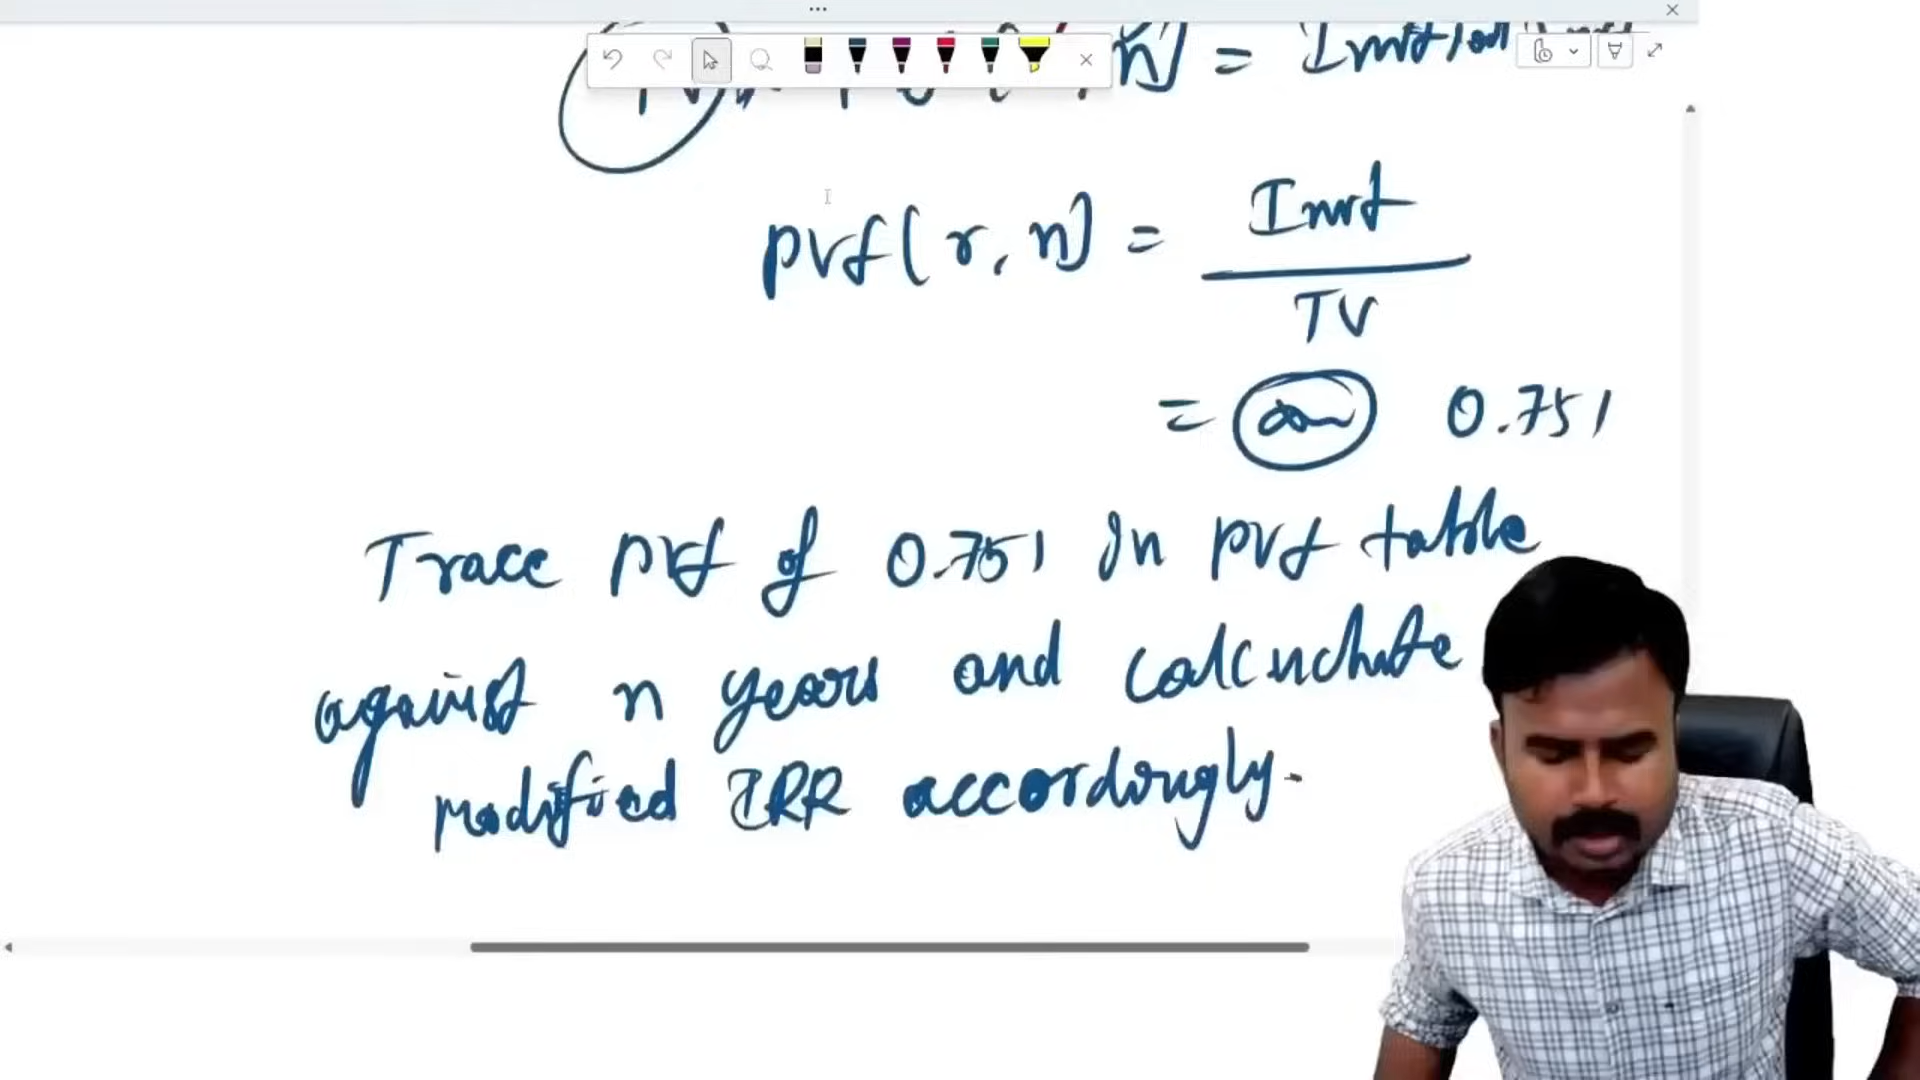 n) =
PVf(r, n) = Invt
TV
= 0.751
Trace PVf of 0.751 in PVf table
against n years and calculate
modified IRR accordingly.